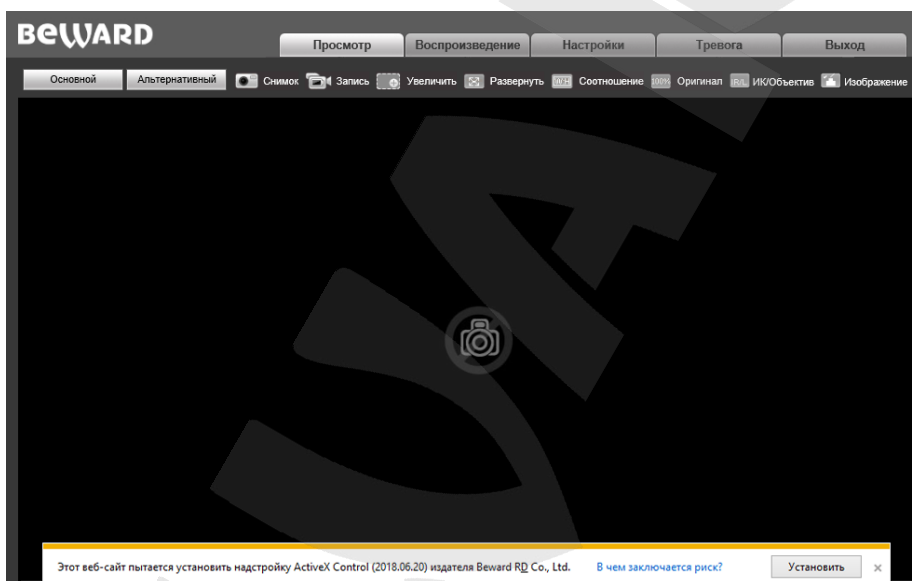 BEWARD
Просмотр Воспроизведение Настройки Тревога Выход
Основной Альтернативный Снимок Запись Увеличить Развернуть Соотношение 100% Оригинал IR/L ИК/Объектив Изображение
Этот веб-сайт пытается установить надстройку ActiveX Control (2018.06.20) издателя Beward RD Co., Ltd. В чем заключается риск? Установить ×